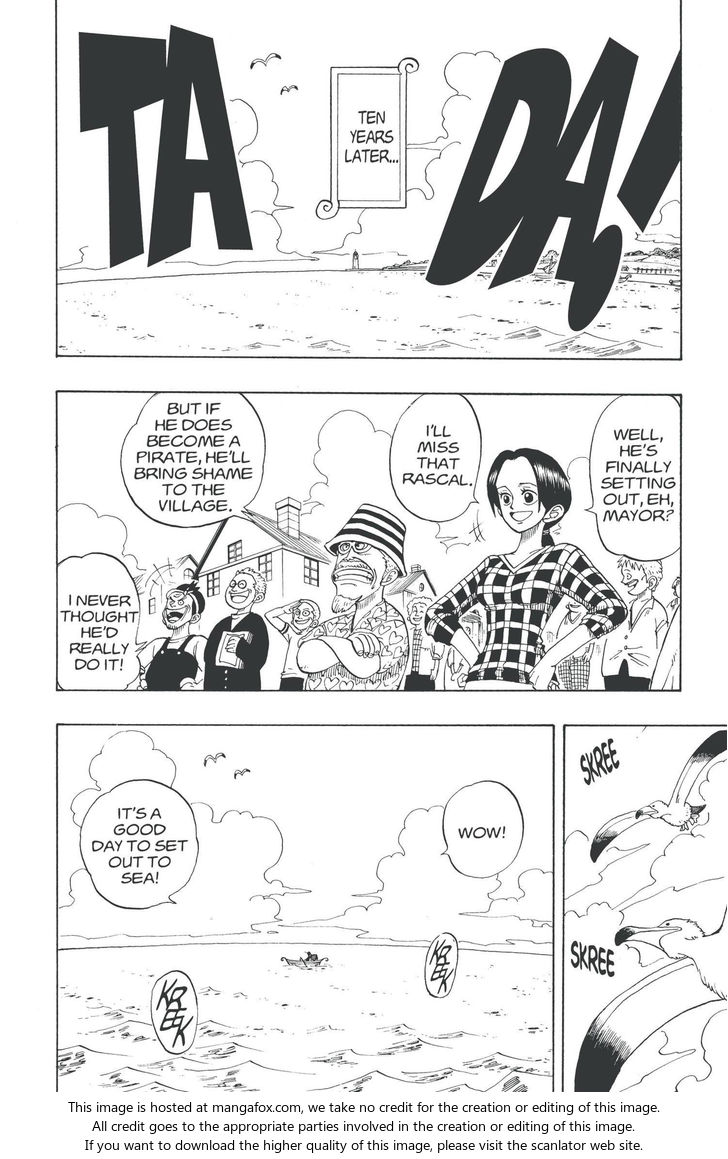 TA DA!
TEN
YEARS
LATER...
WELL,
HE'S
FINALLY
SETTING
OUT, EH,
MAYOR?
I'LL
MISS
THAT
RASCAL.
BUT IF
HE DOES
BECOME A
PIRATE, HE'LL
BRING SHAME
TO THE
VILLAGE.
I NEVER
THOUGHT
HE'D
REALLY
DO IT!
SKREE
SKREE
WOW!
IT'S A
GOOD
DAY TO SET
OUT TO
SEA!
KREEK
KREEK
This image is hosted at mangafox.com, we take no credit for the creation or editing of this image.
All credit goes to the appropriate parties involved in the creation or editing of this image.
If you want to download the higher quality of this image, please visit the scanlator web site.